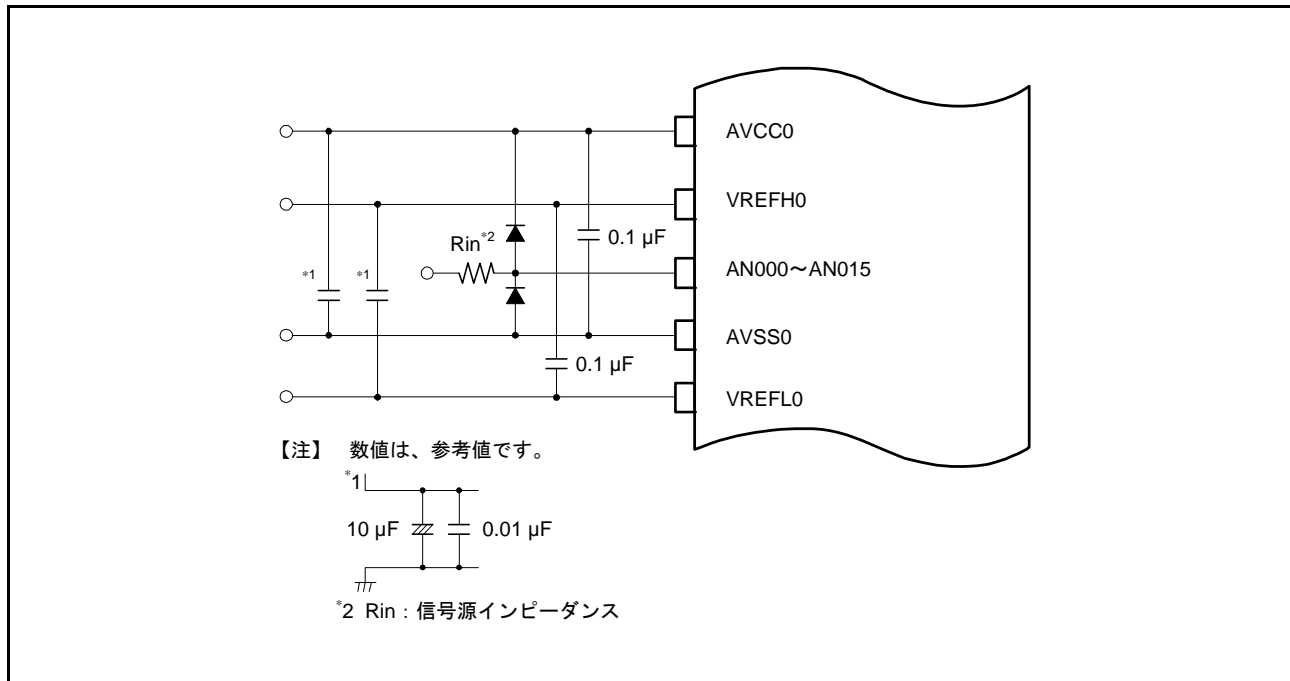 AVCC0
VREFH0
Rin*2
0.1 µF
AN000～AN015
*1
*1
AVSS0
0.1 µF
VREFL0
【注】 数値は、参考値です。
*1
10 µF
0.01 µF
*2 Rin：信号源インピーダンス